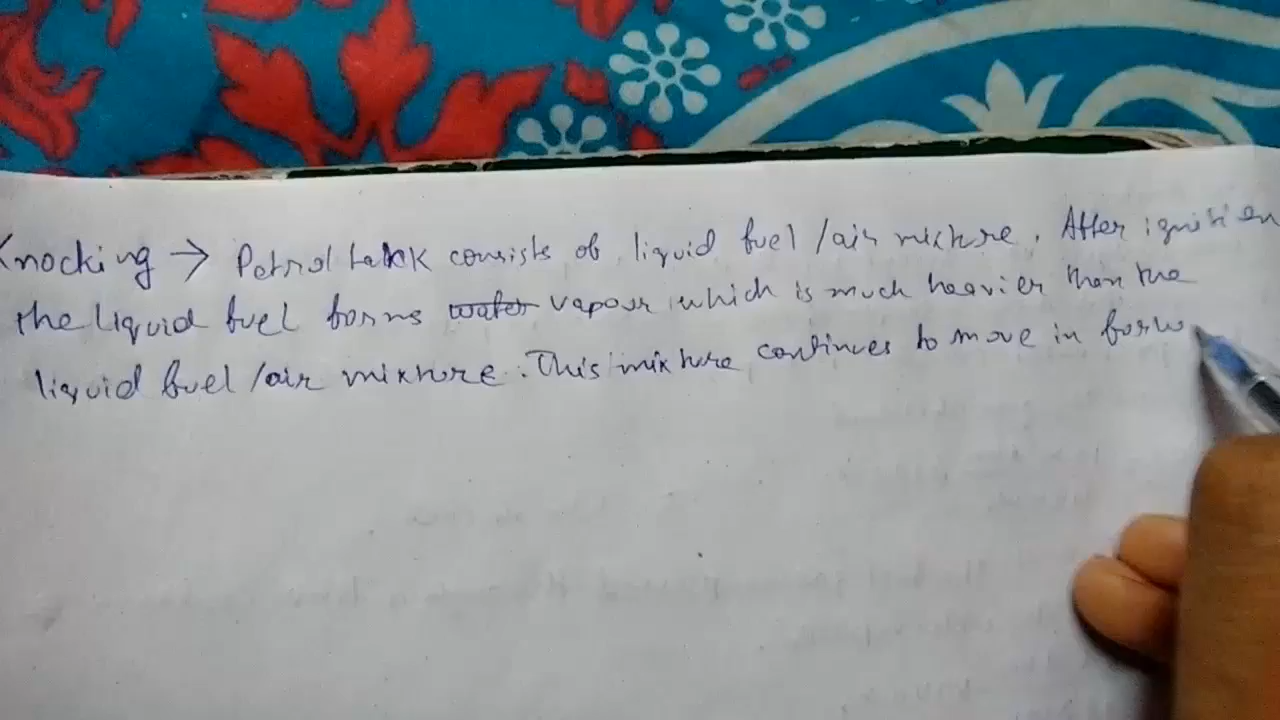 Knocking → Petrol tank consists of liquid fuel /air mixture. After ignition
the liquid fuel forms water vapour which is much heavier than the
liquid fuel /air mixture. This mixture continues to move in forw